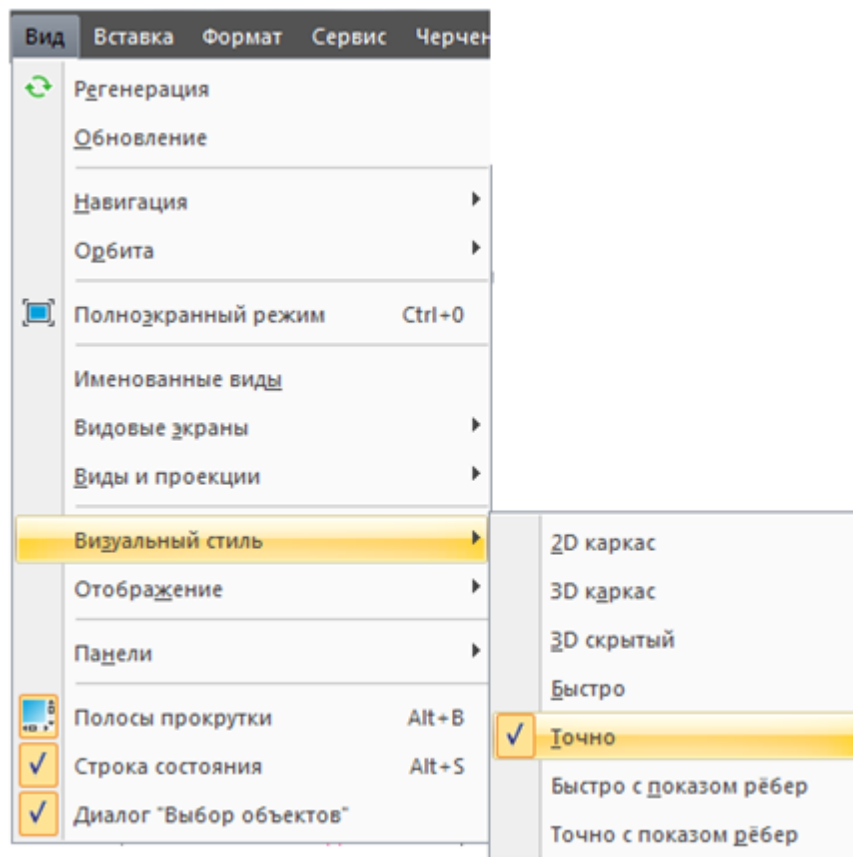 Вид Вставка Формат Сервис Черчен
Регенерация
Обновление
Навигация
Орбита
Полноэкранный режим Ctrl+0
Именованные виды
Видовые экраны
Виды и проекции
Визуальный стиль
2D каркас
Отображение
3D каркас
3D скрытый
Панели
Быстро
Полосы прокрутки Alt+B
Точно
Строка состояния Alt+S
Быстро с показом рёбер
Диалог "Выбор объектов"
Точно с показом рёбер